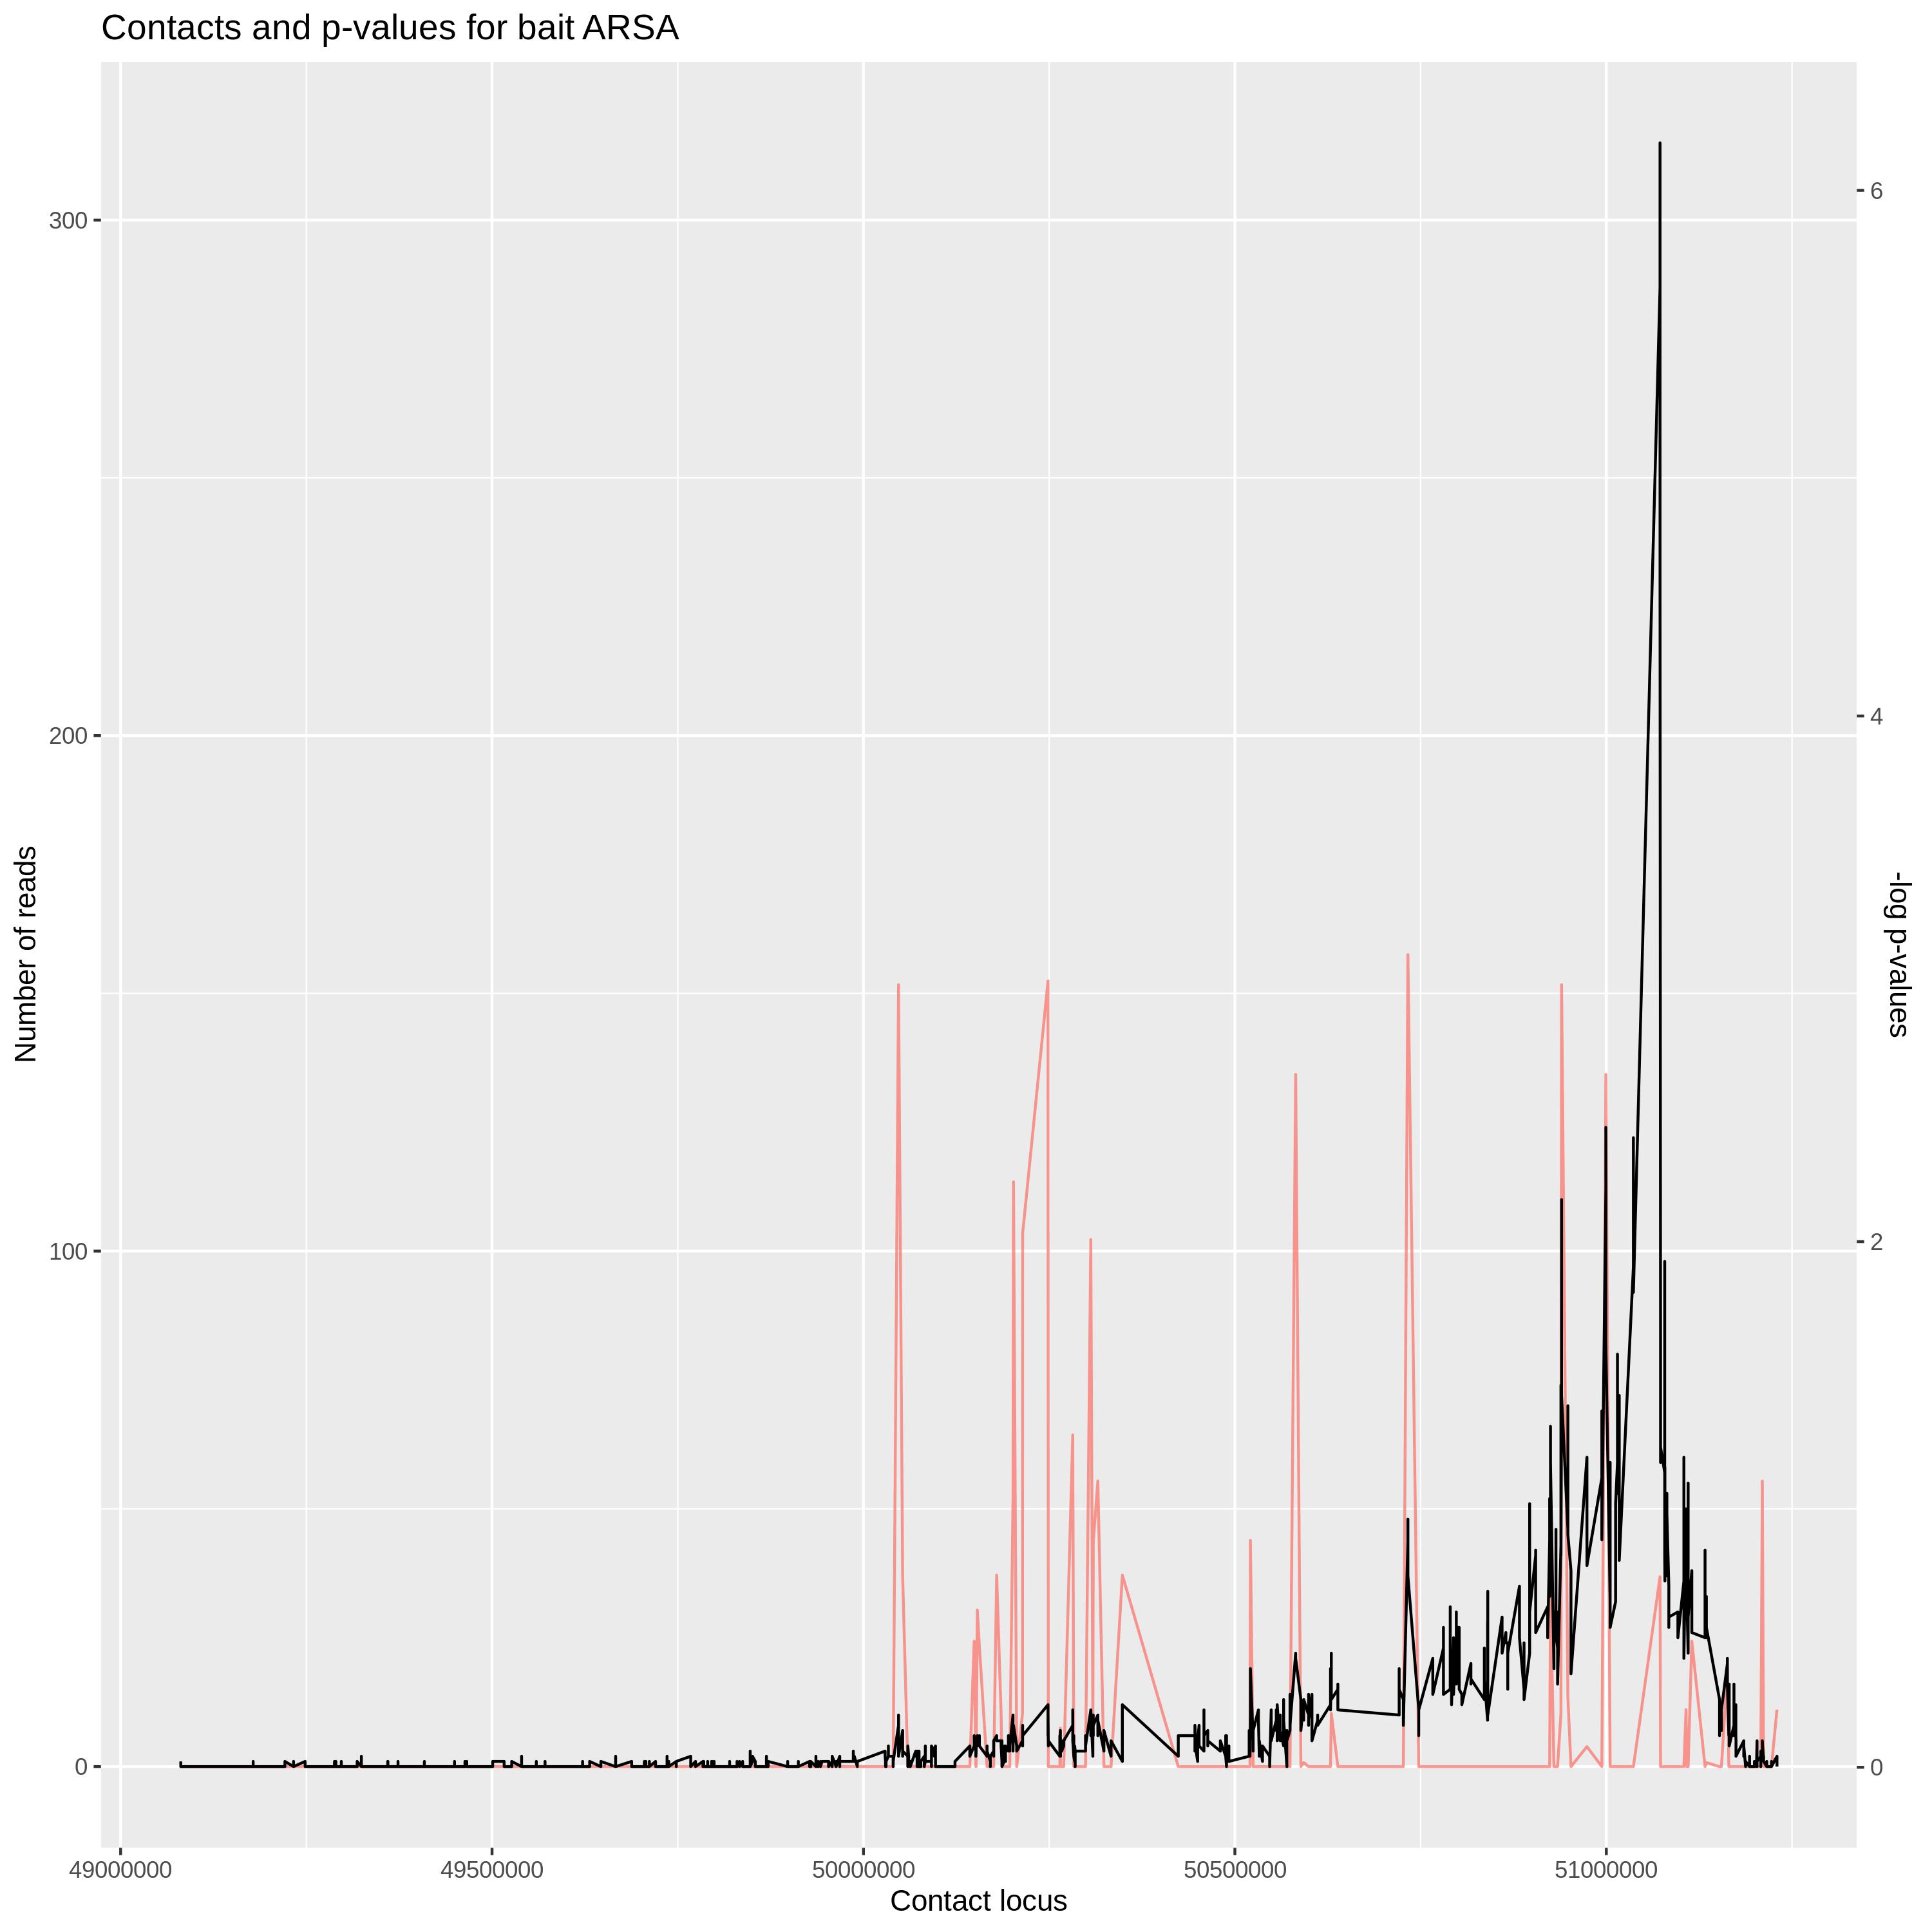 Contacts and p-values for bait ARSA
300
200
100
0
Number of reads
6
4
2
0
-log p-values
49000000 49500000 50000000 50500000 51000000
Contact locus